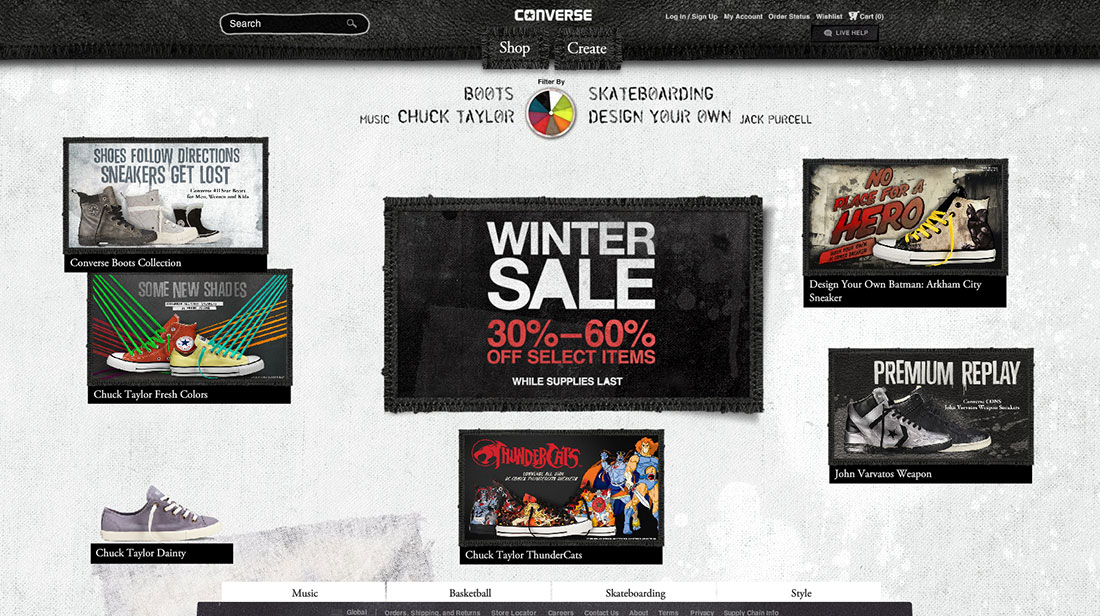 Search
CONVERSE
Log In / Sign Up My Account Order Status Wishlist Cart (0)
LIVE HELP
Shop
Create
Filter By
BOOTS
SKATEBOARDING
MUSIC CHUCK TAYLOR
DESIGN YOUR OWN JACK PURCELL
SHOES FOLLOW DIRECTIONS
SNEAKERS GET LOST
Converse All Star Boots
for Men, Women and Kids
Converse Boots Collection
SOME NEW SHADES
Chuck Taylor Fresh Colors
WINTER
SALE
30%–60%
OFF SELECT ITEMS
WHILE SUPPLIES LAST
NO
PLACE FOR A
HERO
Design Your Own Batman: Arkham City
Sneaker
PREMIUM REPLAY
Converse CONS
John Varvatos Weapon Sneakers
John Varvatos Weapon
THUNDERCATS
Chuck Taylor ThunderCats
Chuck Taylor Dainty
Music
Basketball
Skateboarding
Style
Global Orders, Shipping, and Returns Store Locator Careers Contact Us About Terms Privacy Supply Chain Info